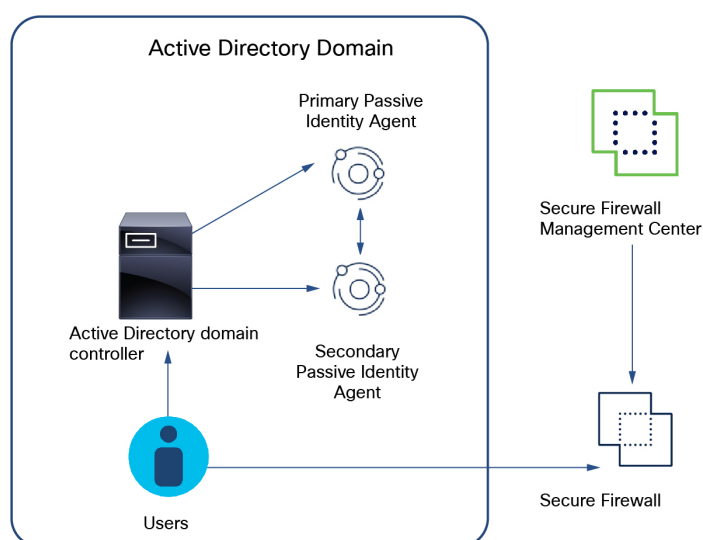 Active Directory Domain
Primary Passive
Identity Agent
Secure Firewall
Management Center
Active Directory domain
controller
Secondary
Passive Identity
Agent
Users
Secure Firewall